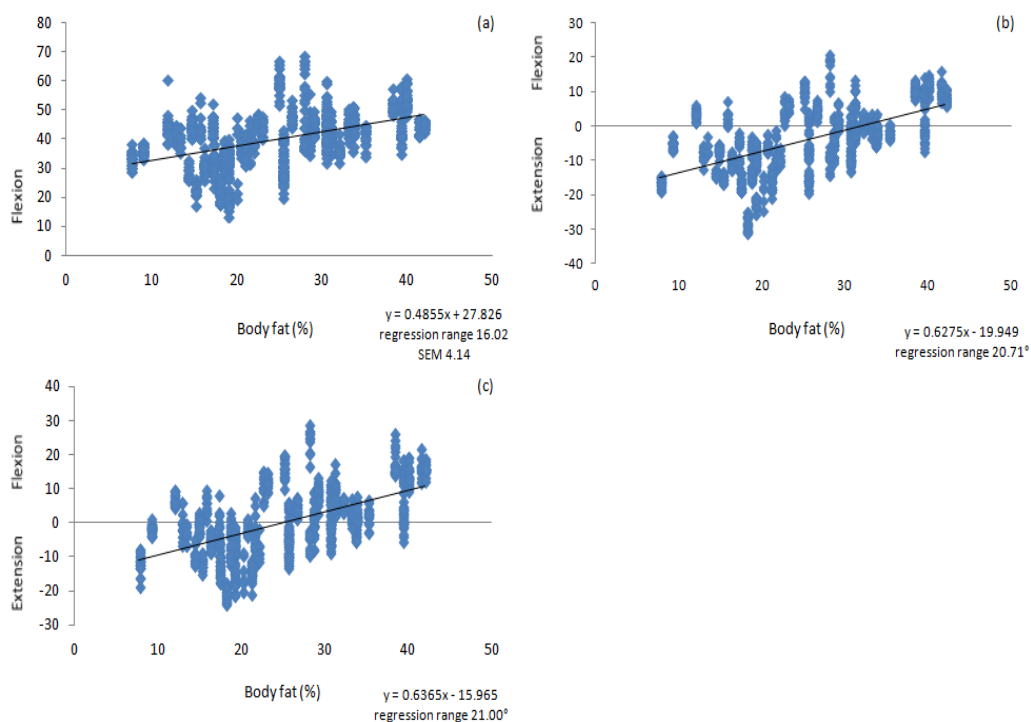 (a)
80
70
60
50
40
30
20
10
0
Flexion
0 10 20 30 40 50
Body fat (%)
y = 0.4855x + 27.826
regression range 16.02
SEM 4.14
(b)
40
30
20
10
0
-10
-20
-30
-40
Flexion
Extension
0 10 20 30 40 50
Body fat (%)
y = 0.6275x - 19.949
regression range 20.71°
(c)
40
30
20
10
0
-10
-20
-30
Flexion
Extension
0 10 20 30 40 50
Body fat (%)
y = 0.6365x - 15.965
regression range 21.00°